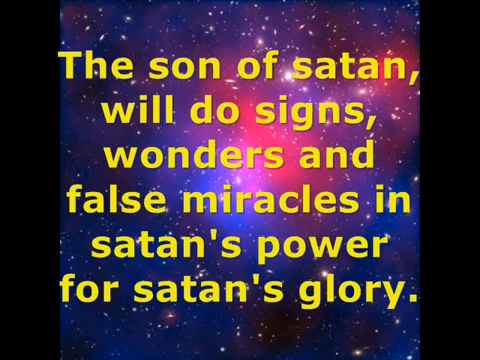 The son of satan,
will do signs,
wonders and
false miracles in
satan's power
for satan's glory.